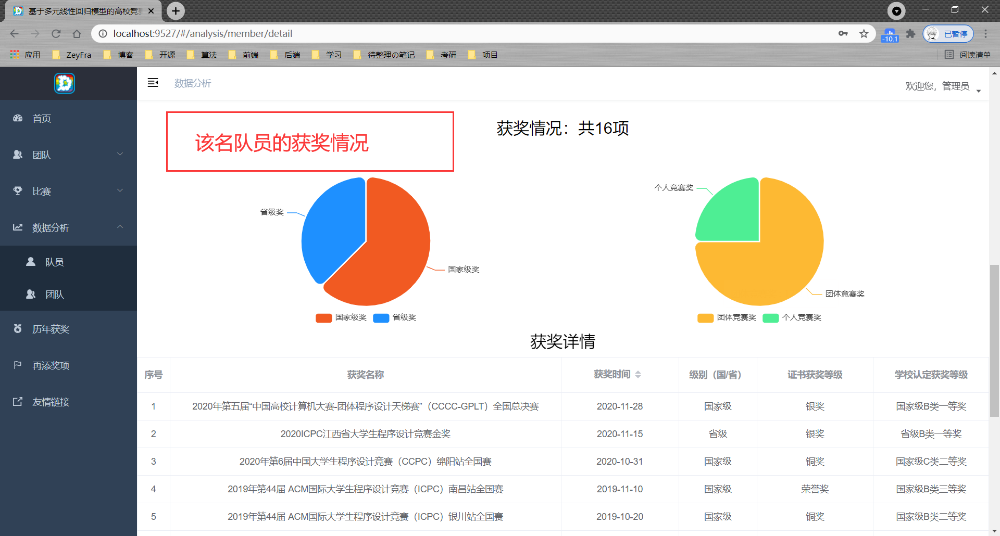 基于多元线性回归模型的高校竞赛
localhost:9527/#/analysis/member/detail
-10.1
已暂停
应用 ZeyFra 博客 开源 算法 前端 后端 学习 待整理の笔记 考研 项目 阅读清单
数据分析
欢迎您，管理员
首页
团队
比赛
数据分析
队员
团队
历年获奖
再添奖项
友情链接
该名队员的获奖情况
获奖情况：共16项
省级奖
国家级奖
国家级奖 省级奖
个人竞赛奖
团体竞赛奖
团体竞赛奖 个人竞赛奖
获奖详情
序号 获奖名称 获奖时间 级别（国/省） 证书获奖等级 学校认定获奖等级
1 2020年第五届“中国高校计算机大赛-团体程序设计天梯赛”（CCCC-GPLT）全国总决赛 2020-11-28 国家级 银奖 国家级B类一等奖
2 2020ICPC江西省大学生程序设计竞赛金奖 2020-11-15 省级 银奖 省级B类一等奖
3 2020年第6届中国大学生程序设计竞赛（CCPC）绵阳站全国赛 2020-10-31 国家级 铜奖 国家级C类二等奖
4 2019年第44届 ACM国际大学生程序设计竞赛（ICPC）南昌站全国赛 2019-11-10 国家级 荣誉奖 国家级B类三等奖
5 2019年第44届 ACM国际大学生程序设计竞赛（ICPC）银川站全国赛 2019-10-20 国家级 铜奖 国家级B类二等奖